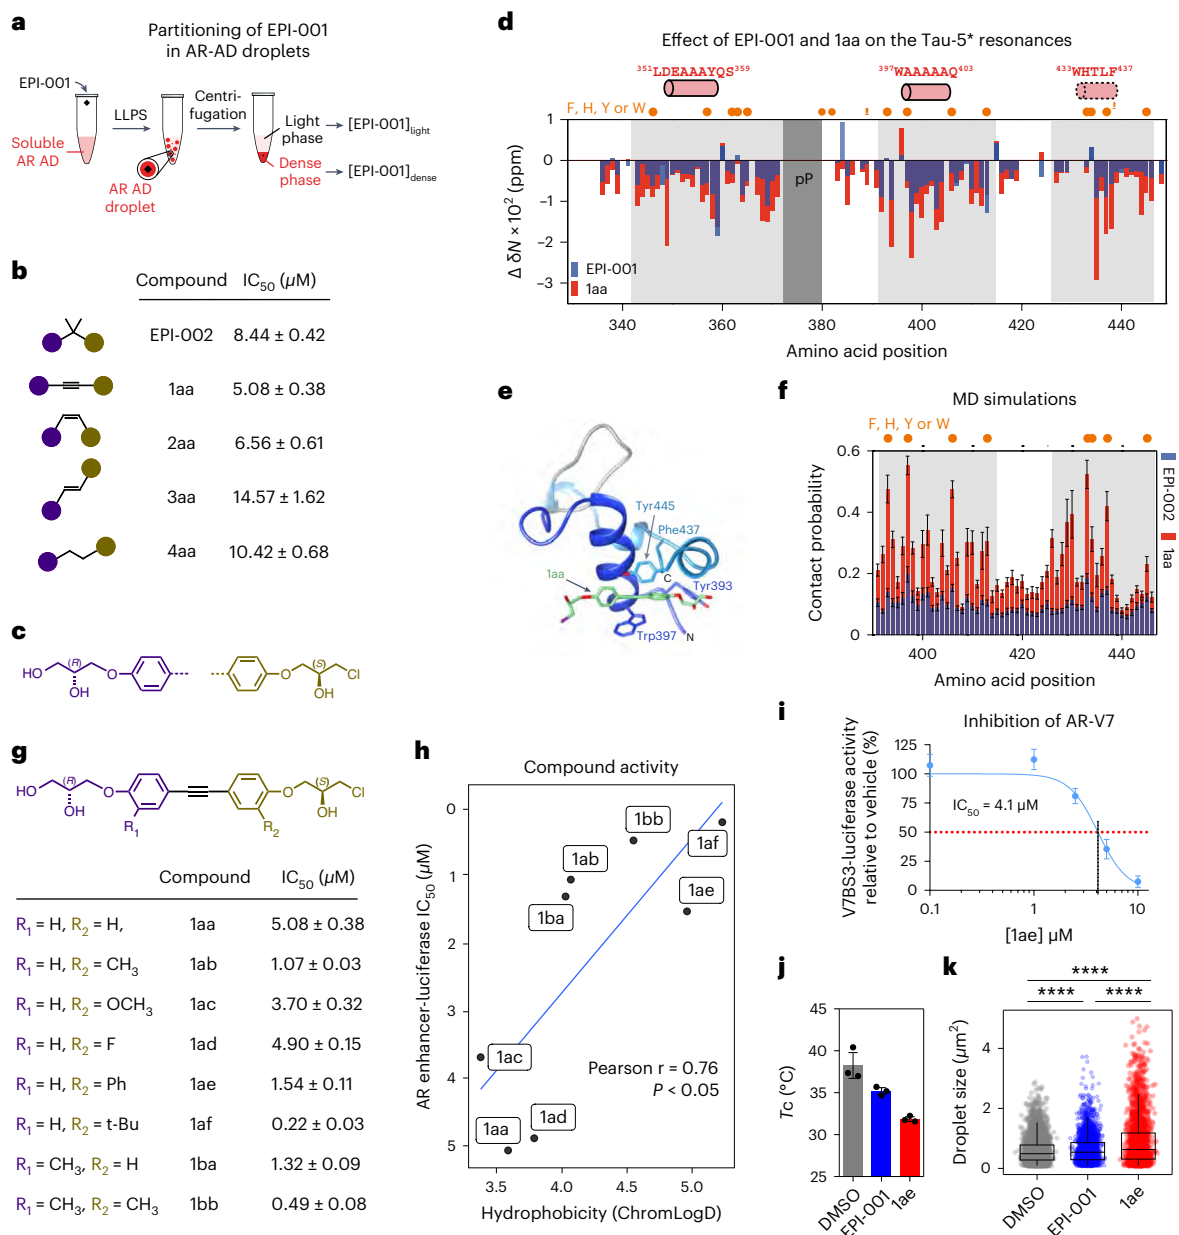 a
Partitioning of EPI-001
in AR-AD droplets
EPI-001
LLPS
Centri-
fugation
Light
phase
[EPI-001]light
Soluble
AR AD
Dense
phase
[EPI-001]dense
AR AD
droplet
b
Compound IC50 (µM)
EPI-002 8.44 ± 0.42
1aa 5.08 ± 0.38
2aa 6.56 ± 0.61
3aa 14.57 ± 1.62
4aa 10.42 ± 0.68
c
HO
(R)
OH
O
O
(S)
OH
Cl
d
Effect of EPI-001 and 1aa on the Tau-5* resonances
351LDEAAAYQS359
397WAAAAAQ403
433WHTLF437
F, H, Y or W
! !
Δ δN × 10² (ppm)
1
0
−1
−2
−3
pP
EPI-001
1aa
340 360 380 400 420 440
Amino acid position
e
Tyr445
Phe437
1aa
C
Tyr393
Trp397
N
f
MD simulations
F, H, Y or W
Contact probability
0.6
0.4
0.2
0
400 420 440
Amino acid position
EPI-002
1aa
g
HO
(R)
OH
O
R1
R2
O
(S)
OH
Cl
Compound IC50 (µM)
R1 = H, R2 = H, 1aa 5.08 ± 0.38
R1 = H, R2 = CH3 1ab 1.07 ± 0.03
R1 = H, R2 = OCH3 1ac 3.70 ± 0.32
R1 = H, R2 = F 1ad 4.90 ± 0.15
R1 = H, R2 = Ph 1ae 1.54 ± 0.11
R1 = H, R2 = t-Bu 1af 0.22 ± 0.03
R1 = CH3, R2 = H 1ba 1.32 ± 0.09
R1 = CH3, R2 = CH3 1bb 0.49 ± 0.08
h
Compound activity
AR enhancer-luciferase IC50 (µM)
0
1
2
3
4
5
1bb
1af
1ab
1ae
1ba
1ac
1ad
1aa
Pearson r = 0.76
P < 0.05
3.5 4.0 4.5 5.0
Hydrophobicity (ChromLogD)
i
Inhibition of AR-V7
V7BS3-luciferase activity
relative to vehicle (%)
125
100
75
50
25
0
IC50 = 4.1 µM
0.1 1 10
[1ae] µM
j
Tc (°C)
45
40
35
30
25
DMSO
EPI-001
1ae
k
****
**** ****
Droplet size (µm²)
4
2
0
DMSO
EPI-001
1ae